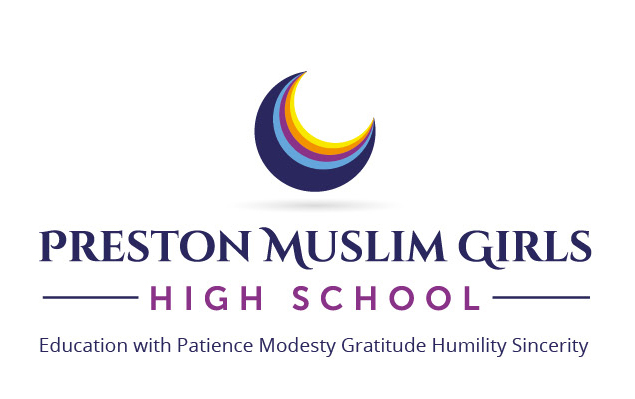 Preston Muslim Girls
HIGH SCHOOL
Education with Patience Modesty Gratitude Humility Sincerity